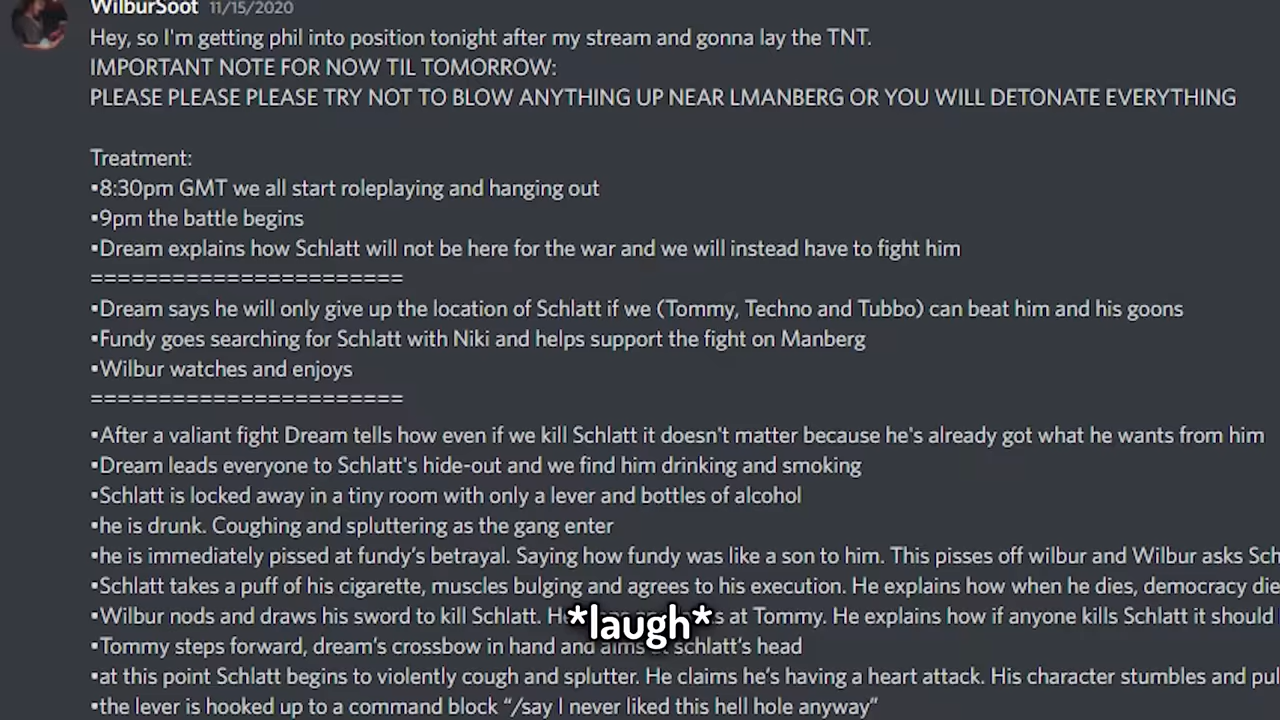 WilburSoot 11/15/2020
Hey, so I'm getting phil into position tonight after my stream and gonna lay the TNT.
IMPORTANT NOTE FOR NOW TIL TOMORROW:
PLEASE PLEASE PLEASE TRY NOT TO BLOW ANYTHING UP NEAR LMANBERG OR YOU WILL DETONATE EVERYTHING
Treatment:
•8:30pm GMT we all start roleplaying and hanging out
•9pm the battle begins
•Dream explains how Schlatt will not be here for the war and we will instead have to fight him
=======================
•Dream says he will only give up the location of Schlatt if we (Tommy, Techno and Tubbo) can beat him and his goons
•Fundy goes searching for Schlatt with Niki and helps support the fight on Manberg
•Wilbur watches and enjoys
=======================
•After a valiant fight Dream tells how even if we kill Schlatt it doesn't matter because he's already got what he wants from him
•Dream leads everyone to Schlatt's hide-out and we find him drinking and smoking
•Schlatt is locked away in a tiny room with only a lever and bottles of alcohol
•he is drunk. Coughing and spluttering as the gang enter
•he is immediately pissed at fundy's betrayal. Saying how fundy was like a son to him. This pisses off wilbur and Wilbur asks Sch
•Schlatt takes a puff of his cigarette, muscles bulging and agrees to his execution. He explains how when he dies, democracy die
•Wilbur nods and draws his sword to kill Schlatt. at Tommy. He explains how if anyone kills Schlatt it should
*laugh*
•Tommy steps forward, dream's crossbow in hand and aims at schlatt's head
•at this point Schlatt begins to violently cough and splutter. He claims he's having a heart attack. His character stumbles and pul
•the lever is hooked up to a command block "/say I never liked this hell hole anyway"